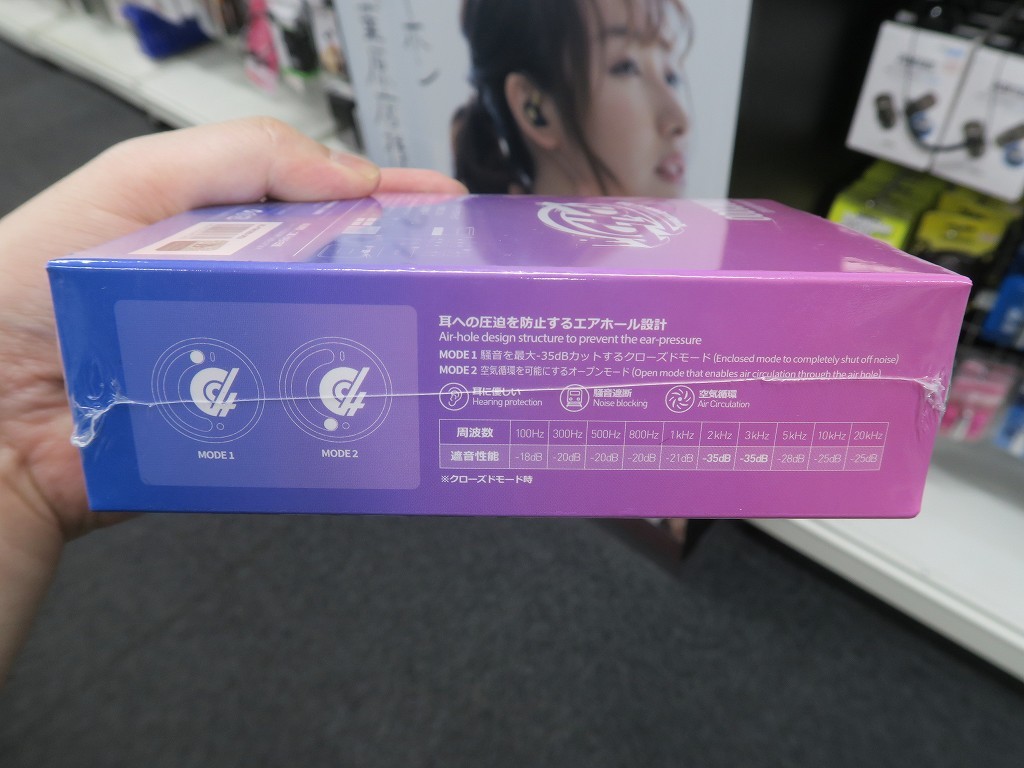 耳への圧迫を防止するエアホール設計
Air-hole design structure to prevent the ear-pressure
MODE 1 騒音を最大-35dBカットするクローズドモード (Enclosed mode to completely shut off noise)
MODE 2 空気循環を可能にするオープンモード (Open mode that enables air circulation through the air hole)
耳に優しい 騒音遮断 空気循環
Hearing protection Noise blocking Air Circulation
周波数 100Hz 300Hz 500Hz 800Hz 1kHz 2kHz 3kHz 5kHz 10kHz 20kHz
遮音性能 -18dB -20dB -20dB -20dB -21dB -35dB -35dB -28dB -25dB -25dB
※クローズドモード時
MODE 1 MODE 2